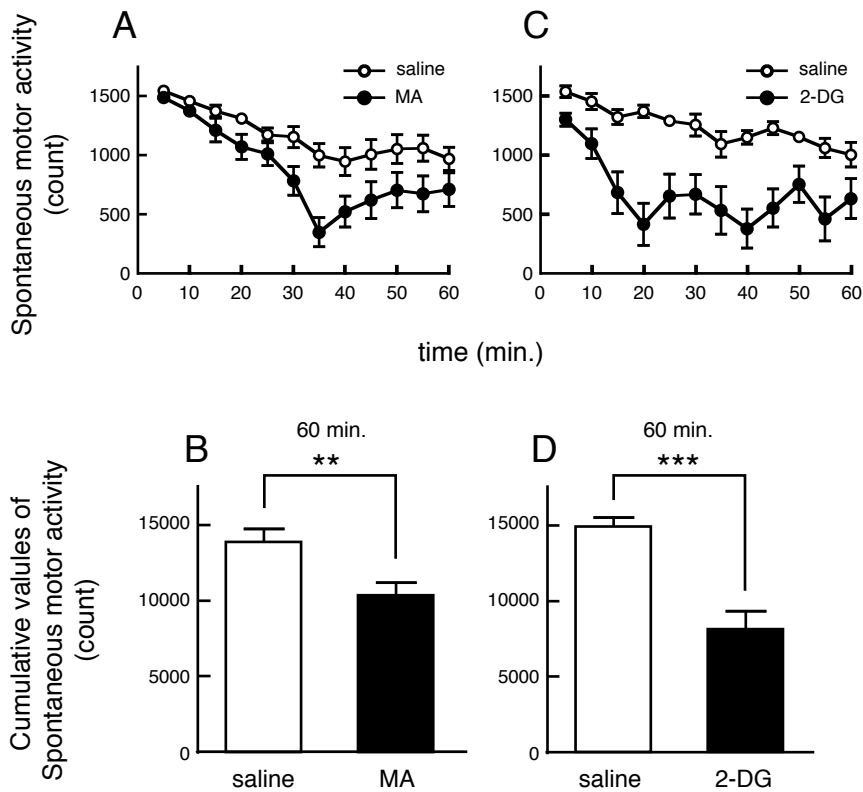 A
saline
MA
C
saline
2-DG
Spontaneous motor activity
(count)
1500
1000
500
0
0 10 20 30 40 50 60
1500
1000
500
0
0 10 20 30 40 50 60
time (min.)
B
60 min.
**
D
60 min.
***
Cumulative valules of
Spontaneous motor activity
(count)
15000
10000
5000
0
saline MA
15000
10000
5000
0
saline 2-DG